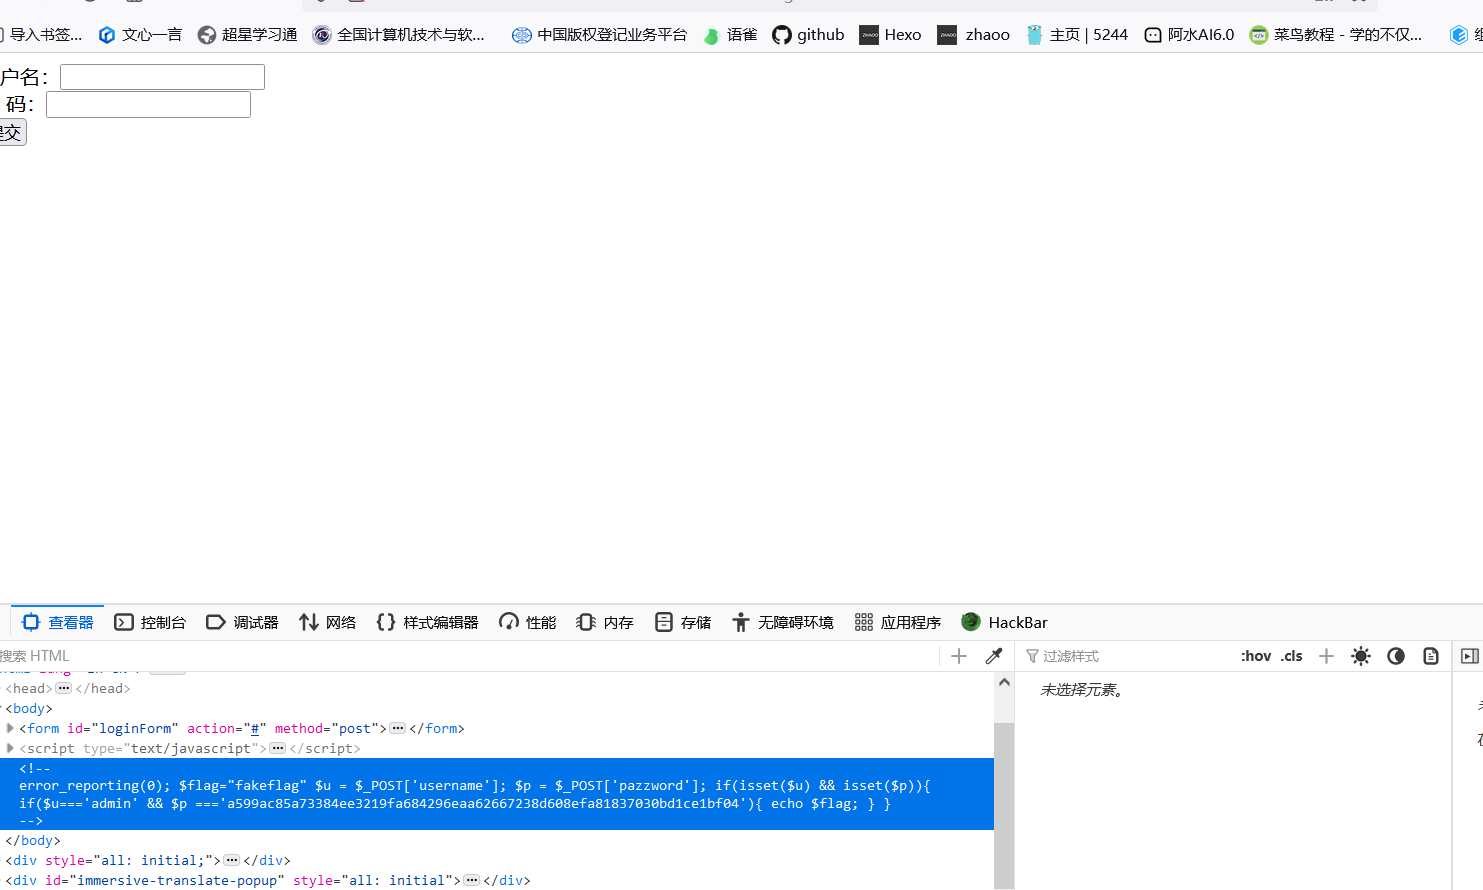 导入书签... 文心一言 超星学习通 全国计算机技术与软... 中国版权登记业务平台 语雀 github Hexo zhaoo 主页 | 5244 阿水AI6.0 菜鸟教程 - 学的不仅...
户名：
码：
提交
查看器 控制台 调试器 网络 样式编辑器 性能 内存 存储 无障碍环境 应用程序 HackBar
搜索 HTML 过滤样式 :hov .cls
未选择元素。
<head>…</head>
<body>
<form id="loginForm" action="#" method="post">…</form>
<script type="text/javascript">…</script>
<!--
error_reporting(0); $flag="fakeflag" $u = $_POST['username']; $p = $_POST['pazzword']; if(isset($u) && isset($p)){
if($u==='admin' && $p ==='a599ac85a73384ee3219fa684296eaa62667238d608efa81837030bd1ce1bf04'){ echo $flag; } }
-->
</body>
<div style="all: initial;">…</div>
<div id="immersive-translate-popup" style="all: initial">…</div>